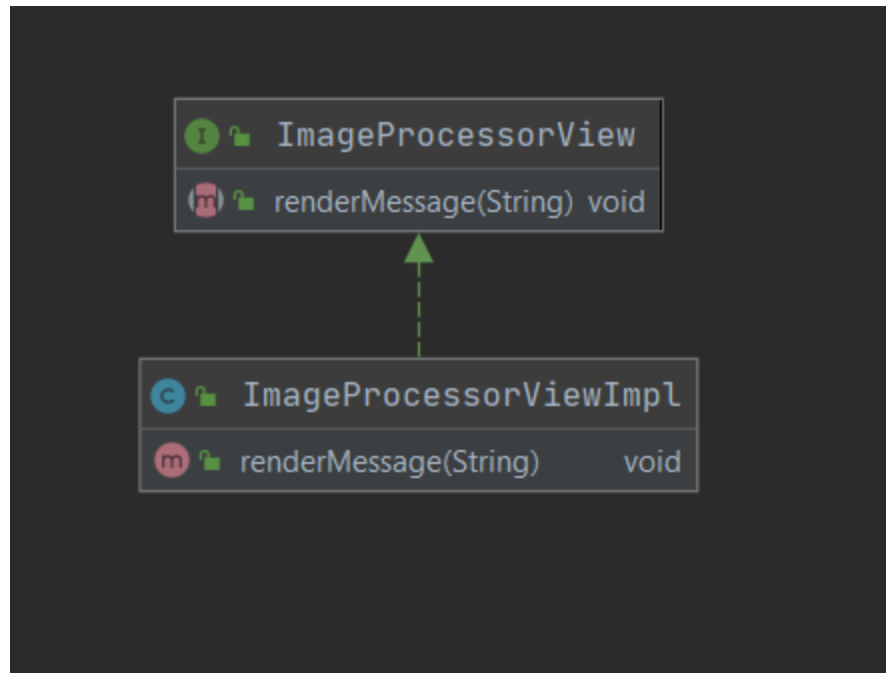 I ImageProcessorView
m renderMessage(String) void
C ImageProcessorViewImpl
m renderMessage(String) void